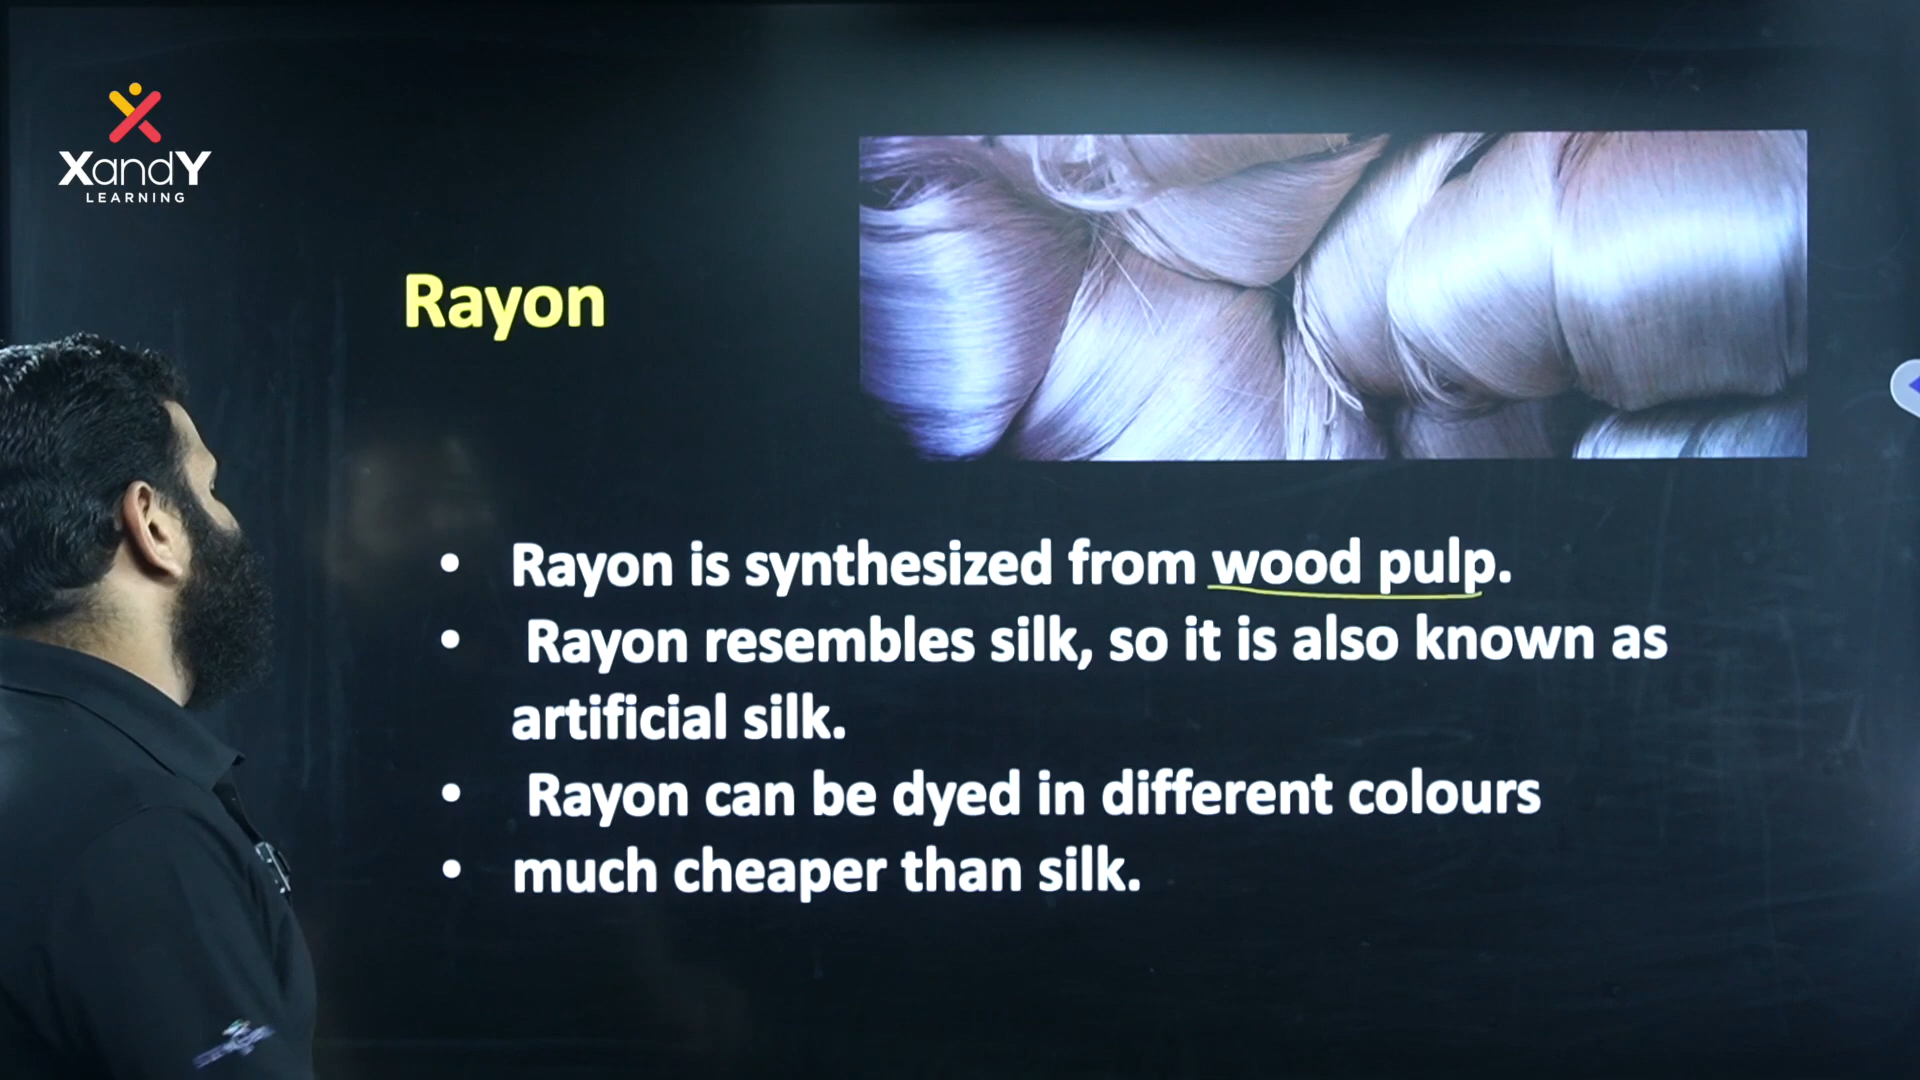 XandY
LEARNING
Rayon
• Rayon is synthesized from wood pulp.
• Rayon resembles silk, so it is also known as
artificial silk.
• Rayon can be dyed in different colours
• much cheaper than silk.